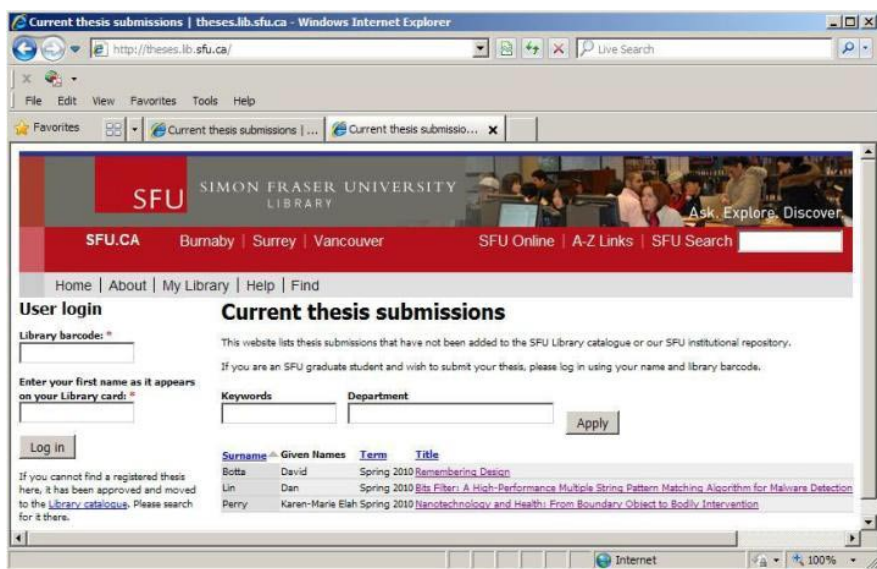 Current thesis submissions | theses.lib.sfu.ca - Windows Internet Explorer
http://theses.lib.sfu.ca/
Live Search
File Edit View Favorites Tools Help
Favorites
Current thesis submissions | ...
Current thesis submissio...
SFU
SIMON FRASER UNIVERSITY
LIBRARY
Ask. Explore. Discover.
SFU.CA Burnaby | Surrey | Vancouver SFU Online | A-Z Links | SFU Search
Home | About | My Library | Help | Find
User login
Library barcode: *
Enter your first name as it appears
on your Library card: *
Log in
If you cannot find a registered thesis
here, it has been approved and moved
to the Library catalogue. Please search
for it there.
Current thesis submissions
This website lists thesis submissions that have not been added to the SFU Library catalogue or our SFU institutional repository.
If you are an SFU graduate student and wish to submit your thesis, please log in using your name and library barcode.
Keywords Department
Apply
Surname Given Names Term Title
Botta David Spring 2010 Remembering Design
Lin Dan Spring 2010 Bits Filter: A High-Performance Multiple String Pattern Matching Algorithm for Malware Detection
Perry Karen-Marie Elah Spring 2010 Nanotechnology and Health: From Boundary Object to Bodily Intervention
Internet
100%